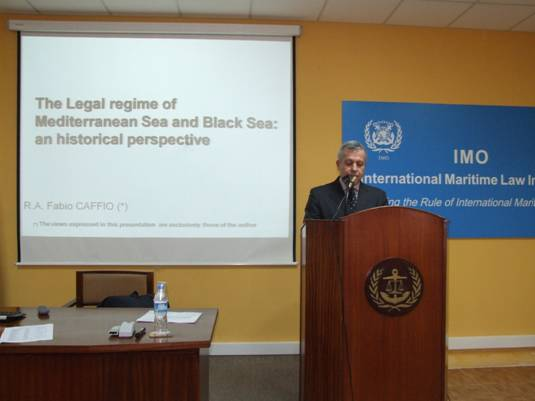 The Legal regime of
Mediterranean Sea and Black Sea:
an historical perspective
R.A. Fabio CAFFIO (*)
(*) The views expressed in this presentation are exclusively those of the author
IMO
IMO
International Maritime Law In
ing the Rule of International Marit